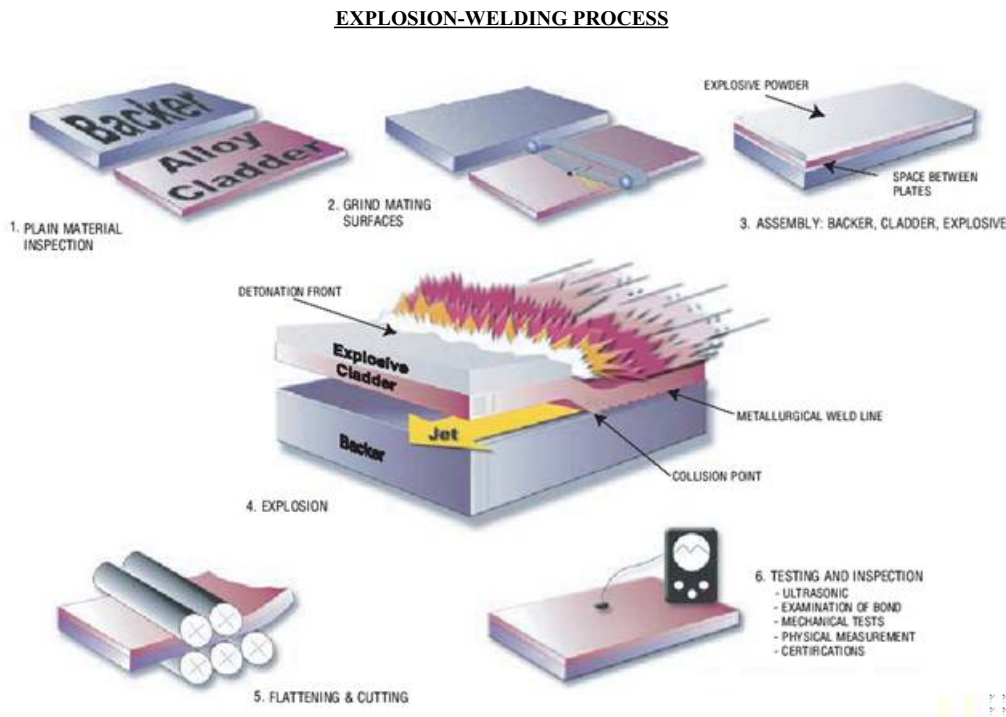 EXPLOSION-WELDING PROCESS
Backer
Alloy
Cladder
1. PLAIN MATERIAL
INSPECTION
2. GRIND MATING
SURFACES
EXPLOSIVE POWDER
SPACE BETWEEN
PLATES
3. ASSEMBLY: BACKER, CLADDER, EXPLOSIVE
DETONATION FRONT
Explosive
Cladder
Jet
Backer
METALLURGICAL WELD LINE
COLLISION POINT
4. EXPLOSION
5. FLATTENING & CUTTING
6. TESTING AND INSPECTION
- ULTRASONIC
- EXAMINATION OF BOND
- MECHANICAL TESTS
- PHYSICAL MEASUREMENT
- CERTIRCATIONS